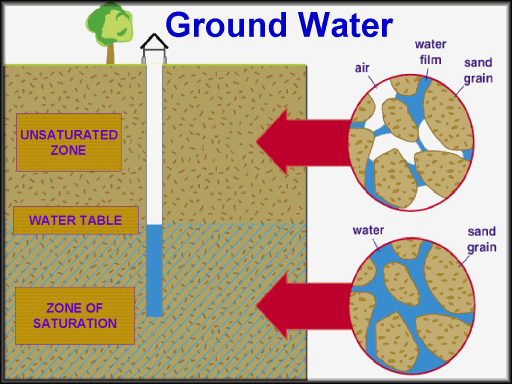 Ground Water
air
water
film
sand
grain
UNSATURATED
ZONE
WATER TABLE
water
sand
grain
ZONE OF
SATURATION